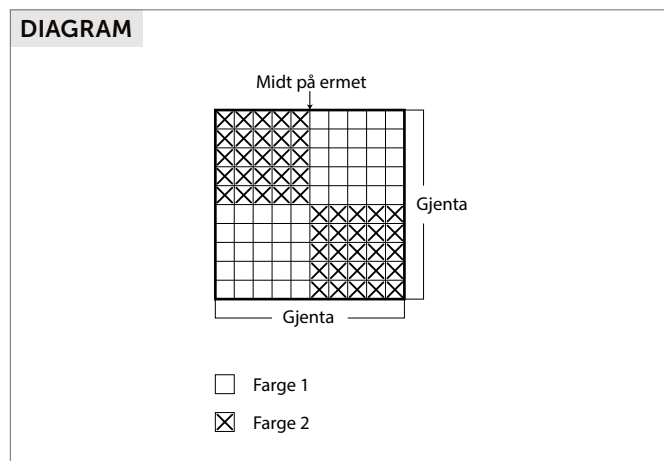 DIAGRAM
Midt på ermet
Gjenta
Gjenta
Farge 1
Farge 2